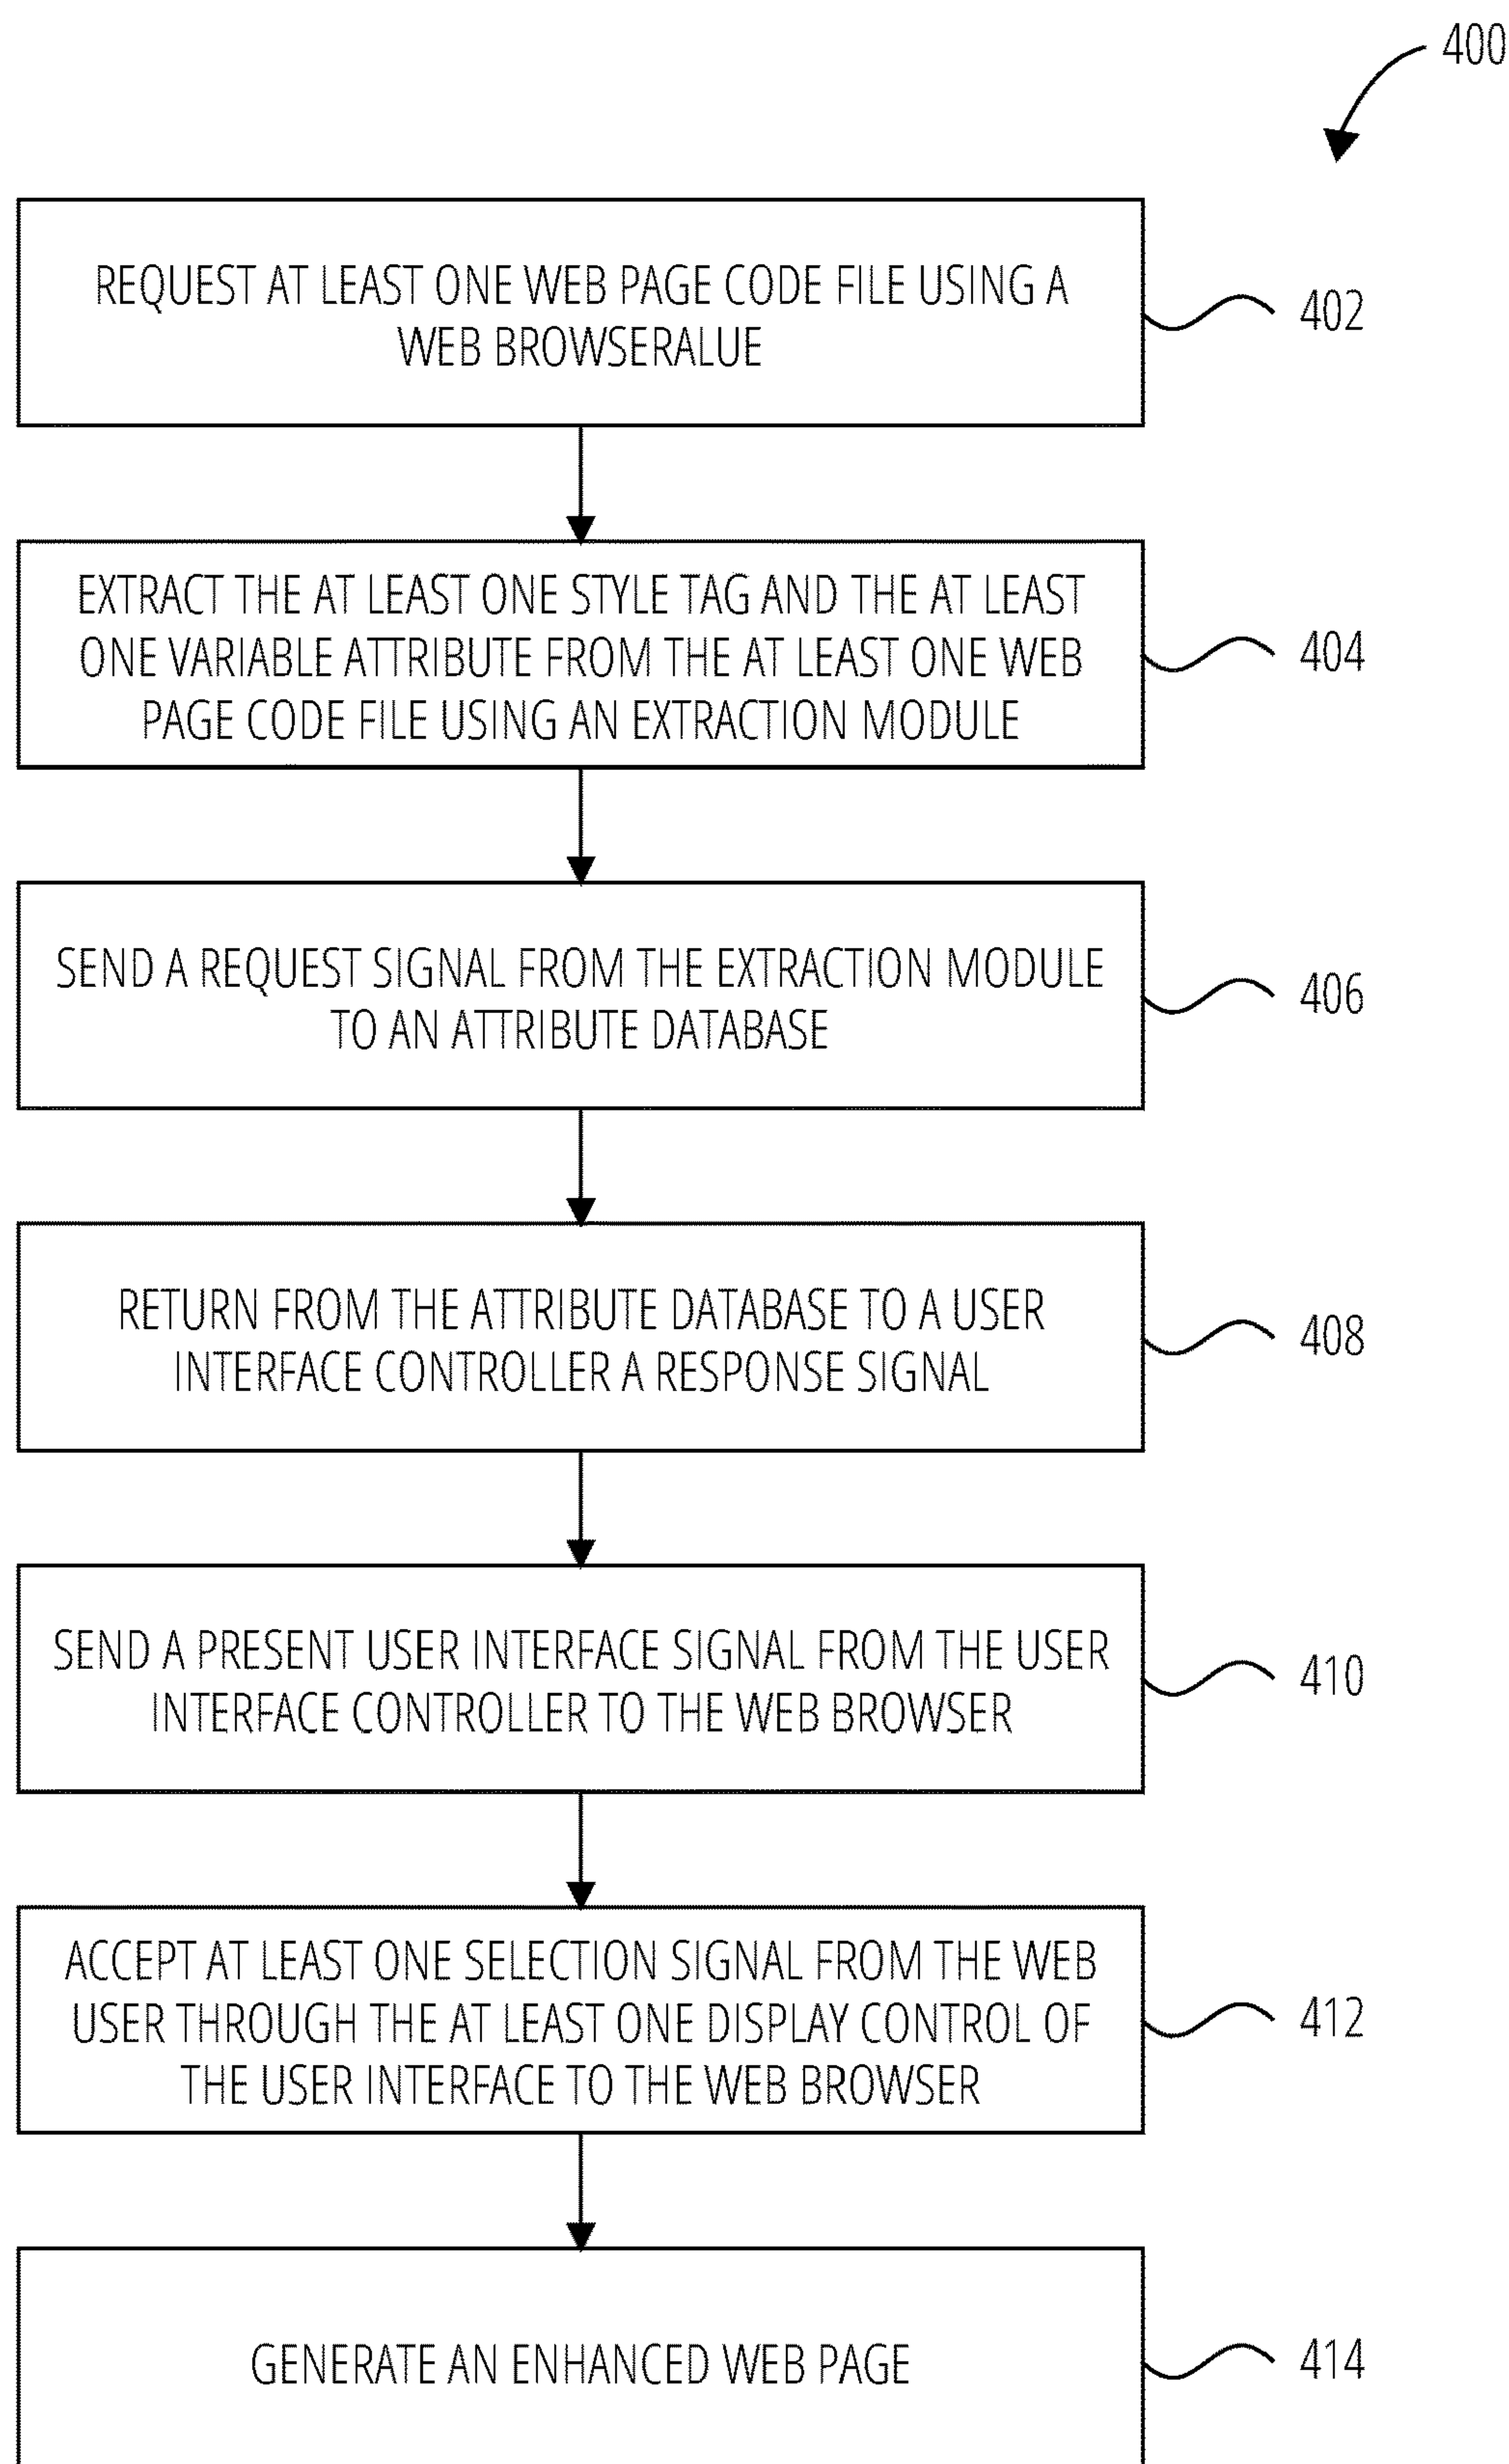 400
REQUEST AT LEAST ONE WEB PAGE CODE FILE USING A
WEB BROWSERALUE
402
EXTRACT THE AT LEAST ONE STYLE TAG AND THE AT LEAST
ONE VARIABLE ATTRIBUTE FROM THE AT LEAST ONE WEB
PAGE CODE FILE USING AN EXTRACTION MODULE
404
SEND A REQUEST SIGNAL FROM THE EXTRACTION MODULE
TO AN ATTRIBUTE DATABASE
406
RETURN FROM THE ATTRIBUTE DATABASE TO A USER
INTERFACE CONTROLLER A RESPONSE SIGNAL
408
SEND A PRESENT USER INTERFACE SIGNAL FROM THE USER
INTERFACE CONTROLLER TO THE WEB BROWSER
410
ACCEPT AT LEAST ONE SELECTION SIGNAL FROM THE WEB
USER THROUGH THE AT LEAST ONE DISPLAY CONTROL OF
THE USER INTERFACE TO THE WEB BROWSER
412
GENERATE AN ENHANCED WEB PAGE
414